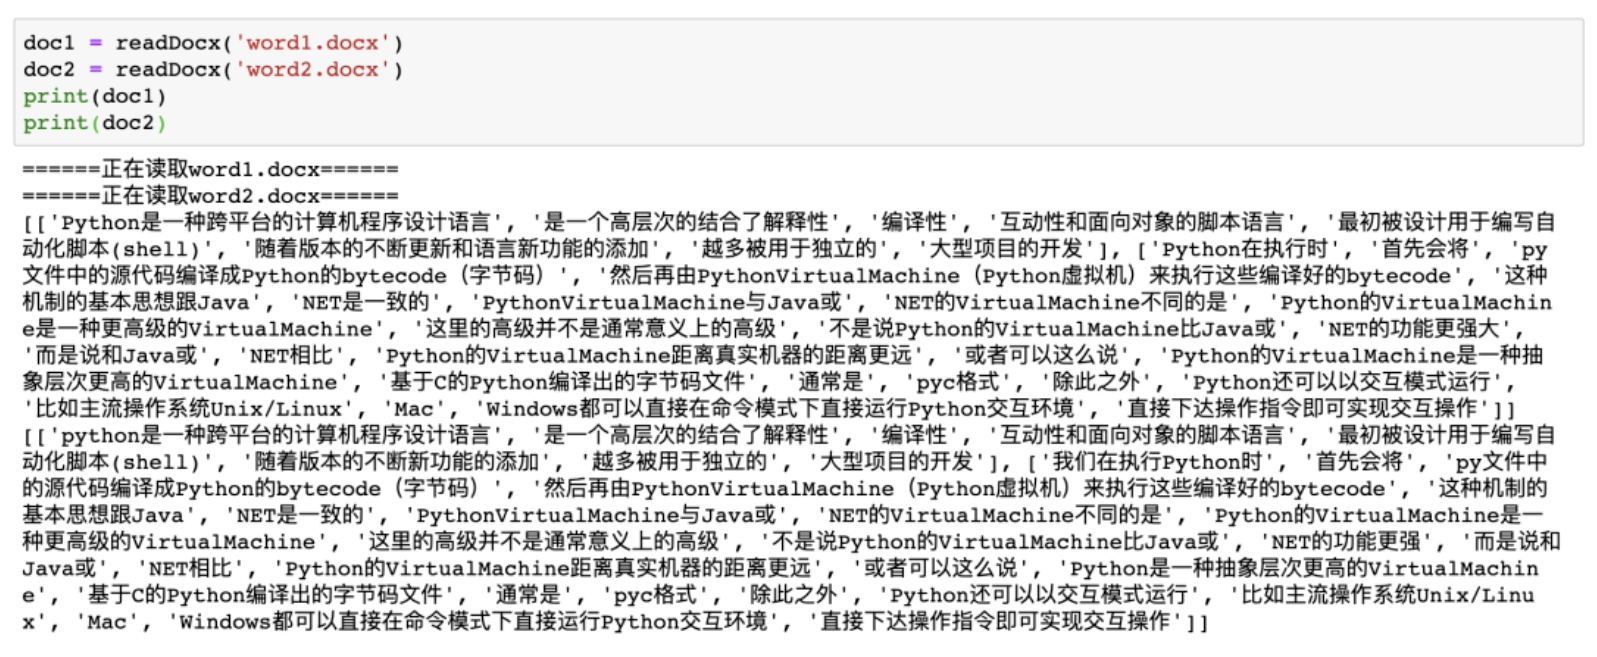 doc1 = readDocx('word1.docx')
doc2 = readDocx('word2.docx')
print(doc1)
print(doc2)
======正在读取word1.docx======
======正在读取word2.docx======
[['Python是一种跨平台的计算机程序设计语言', '是一个高层次的结合了解释性', '编译性', '互动性和面向对象的脚本语言', '最初被设计用于编写自
动化脚本(shell)', '随着版本的不断更新和语言新功能的添加', '越多被用于独立的', '大型项目的开发'], ['Python在执行时', '首先会将', 'py
文件中的源代码编译成Python的bytecode（字节码）', '然后再由PythonVirtualMachine（Python虚拟机）来执行这些编译好的bytecode', '这种
机制的基本思想跟Java', 'NET是一致的', 'PythonVirtualMachine与Java或', 'NET的VirtualMachine不同的是', 'Python的VirtualMachin
e是一种更高级的VirtualMachine', '这里的高级并不是通常意义上的高级', '不是说Python的VirtualMachine比Java或', 'NET的功能更强大',
'而是说和Java或', 'NET相比', 'Python的VirtualMachine距离真实机器的距离更远', '或者可以这么说', 'Python的VirtualMachine是一种抽
象层次更高的VirtualMachine', '基于C的Python编译出的字节码文件', '通常是', 'pyc格式', '除此之外', 'Python还可以以交互模式运行',
'比如主流操作系统Unix/Linux', 'Mac', 'Windows都可以直接在命令模式下直接运行Python交互环境', '直接下达操作指令即可实现交互操作']]
[['python是一种跨平台的计算机程序设计语言', '是一个高层次的结合了解释性', '编译性', '互动性和面向对象的脚本语言', '最初被设计用于编写自
动化脚本(shell)', '随着版本的不断新功能的添加', '越多被用于独立的', '大型项目的开发'], ['我们在执行Python时', '首先会将', 'py文件中
的源代码编译成Python的bytecode（字节码）', '然后再由PythonVirtualMachine（Python虚拟机）来执行这些编译好的bytecode', '这种机制的
基本思想跟Java', 'NET是一致的', 'PythonVirtualMachine与Java或', 'NET的VirtualMachine不同的是', 'Python的VirtualMachine是一
种更高级的VirtualMachine', '这里的高级并不是通常意义上的高级', '不是说Python的VirtualMachine比Java或', 'NET的功能更强', '而是说和
Java或', 'NET相比', 'Python的VirtualMachine距离真实机器的距离更远', '或者可以这么说', 'Python是一种抽象层次更高的VirtualMachin
e', '基于C的Python编译出的字节码文件', '通常是', 'pyc格式', '除此之外', 'Python还可以以交互模式运行', '比如主流操作系统Unix/Linu
x', 'Mac', 'Windows都可以直接在命令模式下直接运行Python交互环境', '直接下达操作指令即可实现交互操作']]